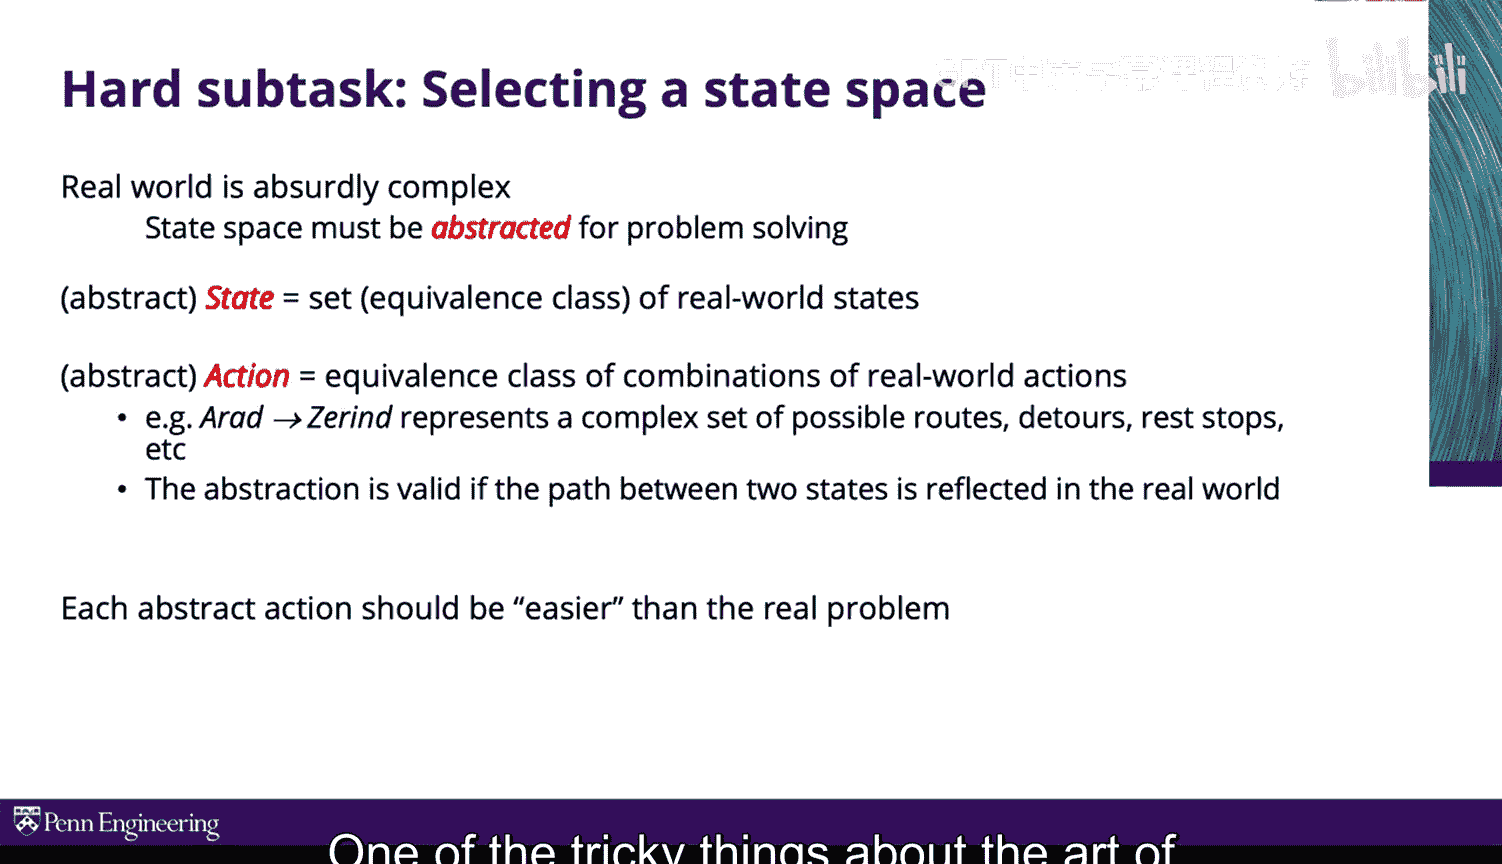 Hard subtask: Selecting a state space
bilibili
Real world is absurdly complex
State space must be abstracted for problem solving
(abstract) State = set (equivalence class) of real-world states
(abstract) Action = equivalence class of combinations of real-world actions
• e.g. Arad → Zerind represents a complex set of possible routes, detours, rest stops,
etc
• The abstraction is valid if the path between two states is reflected in the real world
Each abstract action should be “easier” than the real problem
Penn Engineering
One of the tricky things about the art of